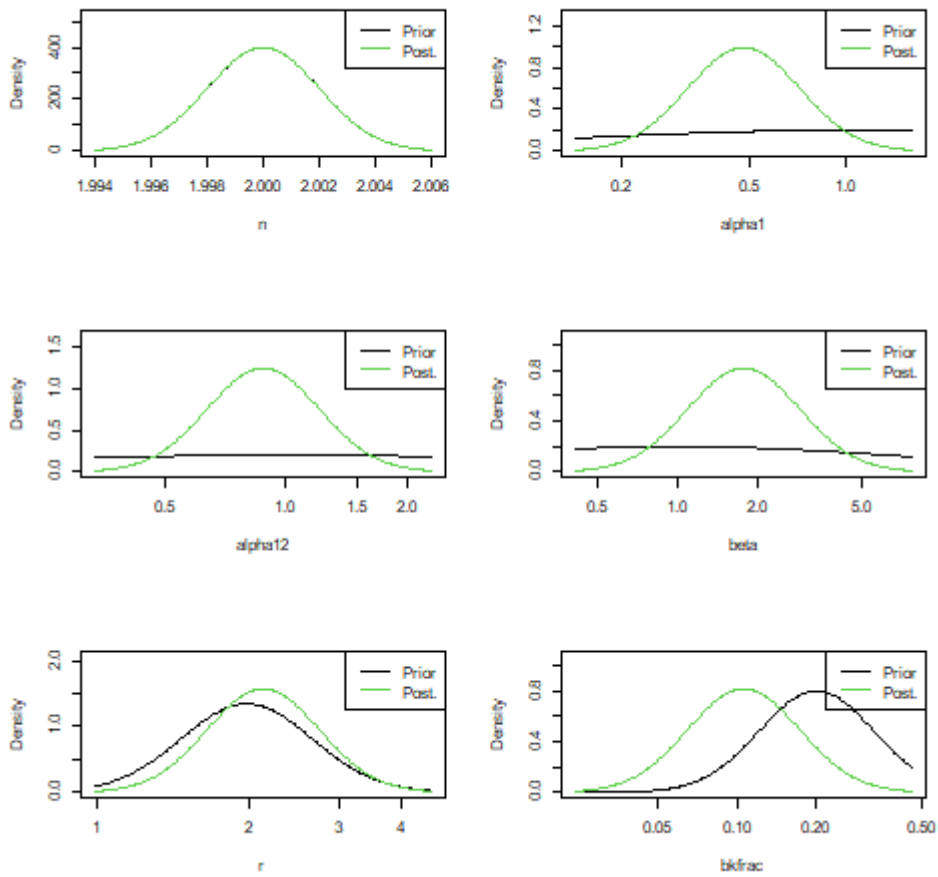 Density
0 200 400
Prior
Post.
1.994 1.996 1.998 2.000 2.002 2.004 2.006
n
Density
0.0 0.4 0.8 1.2
Prior
Post.
0.2 0.5 1.0
alpha1
Density
0.0 0.5 1.0 1.5
Prior
Post.
0.5 1.0 1.5 2.0
alpha12
Density
0.0 0.4 0.8
Prior
Post.
0.5 1.0 2.0 5.0
beta
Density
0.0 1.0 2.0
Prior
Post.
1 2 3 4
r
Density
0.0 0.4 0.8
Prior
Post.
0.05 0.10 0.20 0.50
bkfrac